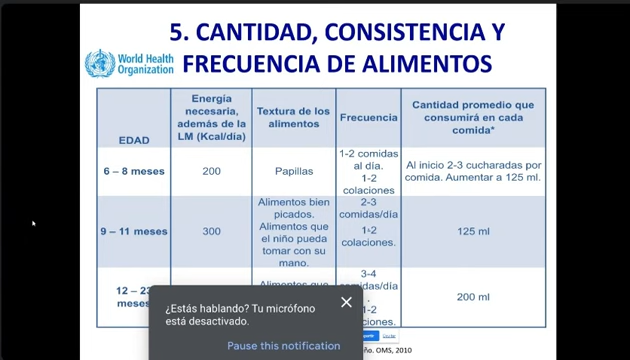 5. CANTIDAD, CONSISTENCIA Y
FRECUENCIA DE ALIMENTOS
World Health
Organization
EDAD
Energía
necesaria,
además de la
LM (Kcal/día)
Textura de los
alimentos
Frecuencia
Cantidad promedio que
consumirá en cada
comida*
6 – 8 meses
200
Papillas
1-2 comidas
al día.
1-2
colaciones
Al inicio 2-3 cucharadas por
comida. Aumentar a 125 ml.
9 – 11 meses
300
Alimentos bien
picados.
Alimentos que
el niño pueda
tomar con su
mano.
2-3
comidas/día
1-2
colaciones.
125 ml
12 – 23
meses
Alimentos que
3-4
comidas/día
.
1-2
colaciones.
200 ml
¿Estás hablando? Tu micrófono
está desactivado.
Pause this notification
OMS, 2010